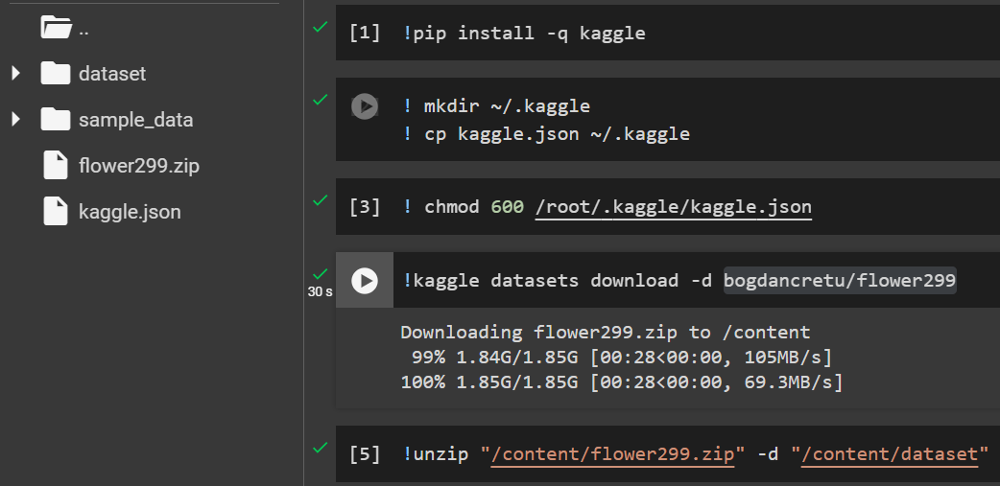 ..
dataset
sample_data
flower299.zip
kaggle.json
[1] !pip install -q kaggle
! mkdir ~/.kaggle
! cp kaggle.json ~/.kaggle
[3] ! chmod 600 /root/.kaggle/kaggle.json
30 s
!kaggle datasets download -d bogdancretu/flower299
Downloading flower299.zip to /content
99% 1.84G/1.85G [00:28<00:00, 105MB/s]
100% 1.85G/1.85G [00:28<00:00, 69.3MB/s]
[5] !unzip "/content/flower299.zip" -d "/content/dataset"